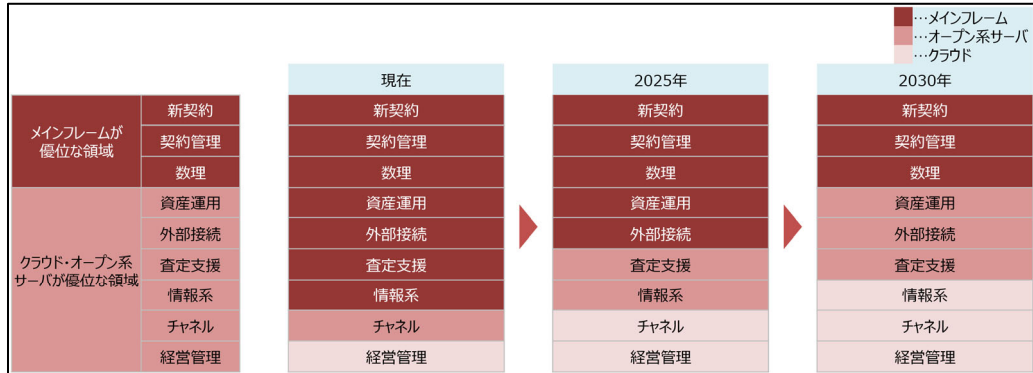 …メインフレーム
…オープン系サーバ
…クラウド
現在
2025年
2030年
メインフレームが
優位な領域
新契約
新契約
新契約
新契約
契約管理
契約管理
契約管理
契約管理
数理
数理
数理
数理
クラウド・オープン系
サーバが優位な領域
資産運用
資産運用
資産運用
資産運用
外部接続
外部接続
外部接続
外部接続
査定支援
査定支援
査定支援
査定支援
情報系
情報系
情報系
情報系
チャネル
チャネル
チャネル
チャネル
経営管理
経営管理
経営管理
経営管理